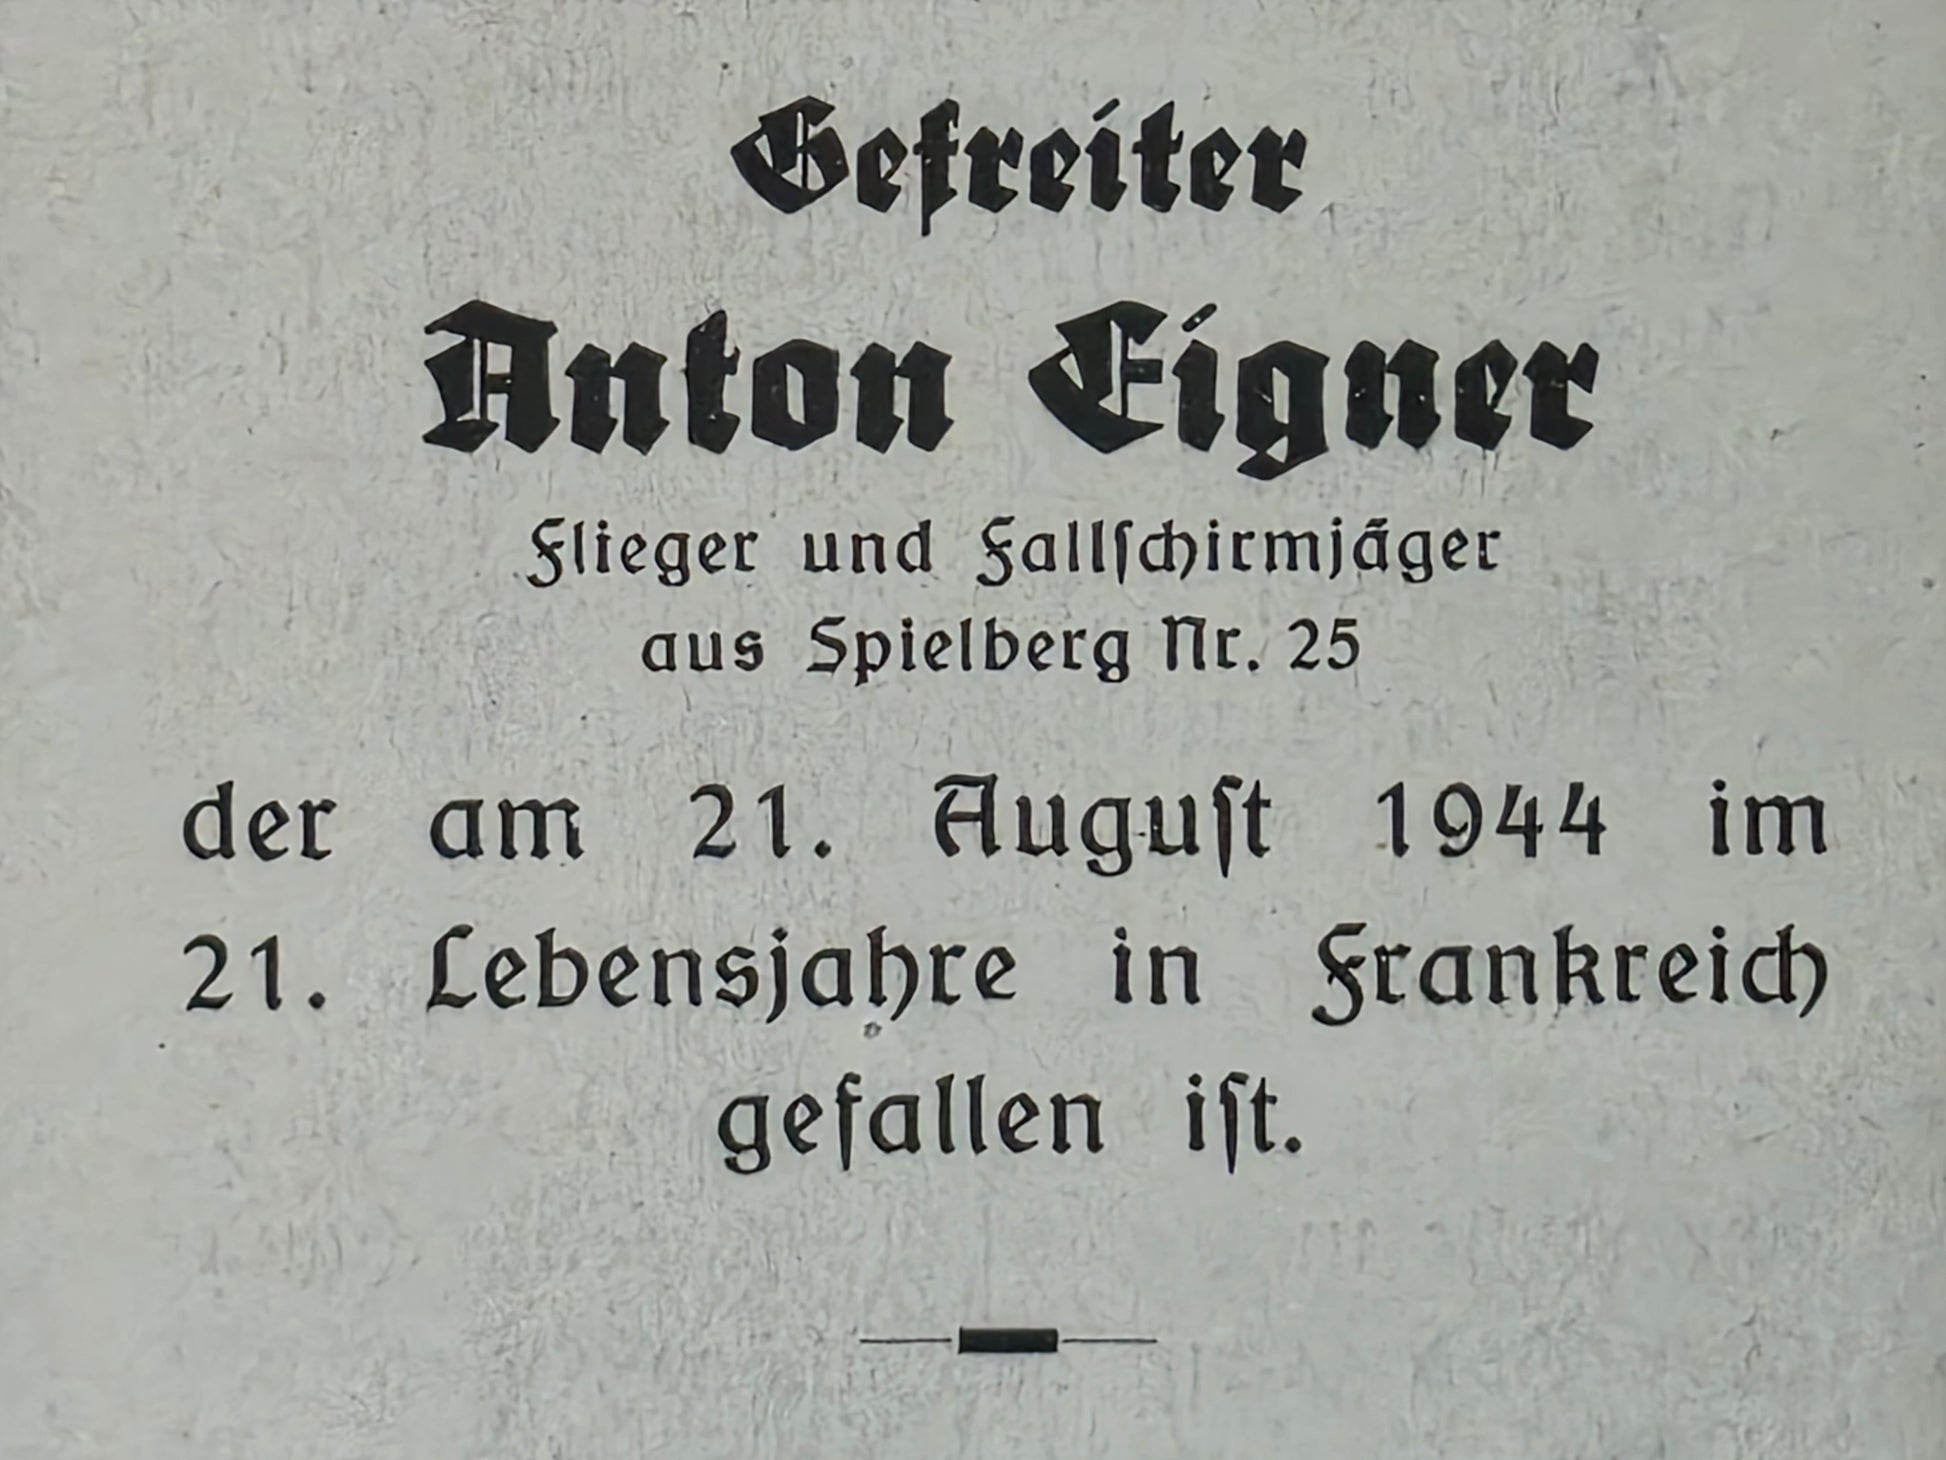 Gefreiter
Anton Eigner
Flieger und Fallſchirmjäger
aus Spielberg Nr. 25
der am 21. Auguſt 1944 im
21. Lebensjahre in Frankreich
gefallen iſt.